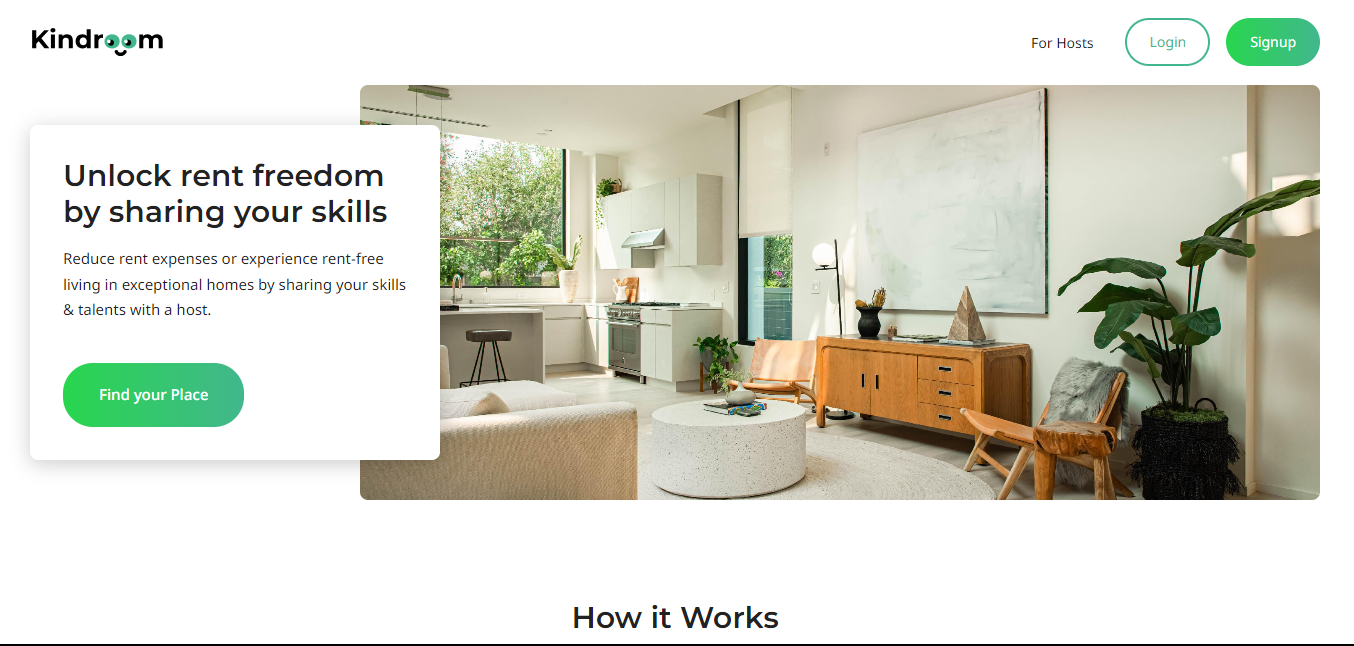 Kindroom
For Hosts
Login
Signup
Unlock rent freedom
by sharing your skills
Reduce rent expenses or experience rent-free
living in exceptional homes by sharing your skills
& talents with a host.
Find your Place
How it Works